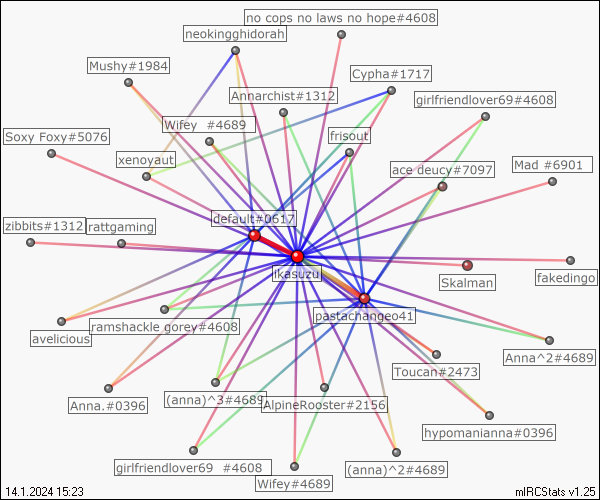 no cops no laws no hope#4608
neokingghidorah
Mushy#1984
Cypha#1717
Annarchist#1312
girlfriendlover69#4608
Wifey #4689
frisout
Soxy Foxy#5076
xenoyaut
ace deucy#7097
Mad #6901
default#0617
zibbits#1312
rattgaming
ikasuzu
Skalman
fakedingo
pastachangeo41
ramshackle gorey#4608
avelicious
Anna^2#4689
Toucan#2473
Anna.#0396
(anna)^3#4689
AlpineRooster#2156
hypomanianna#0396
girlfriendlover69 #4608
(anna)^2#4689
Wifey#4689
14.1.2024 15:23
mIRCStats v1.25